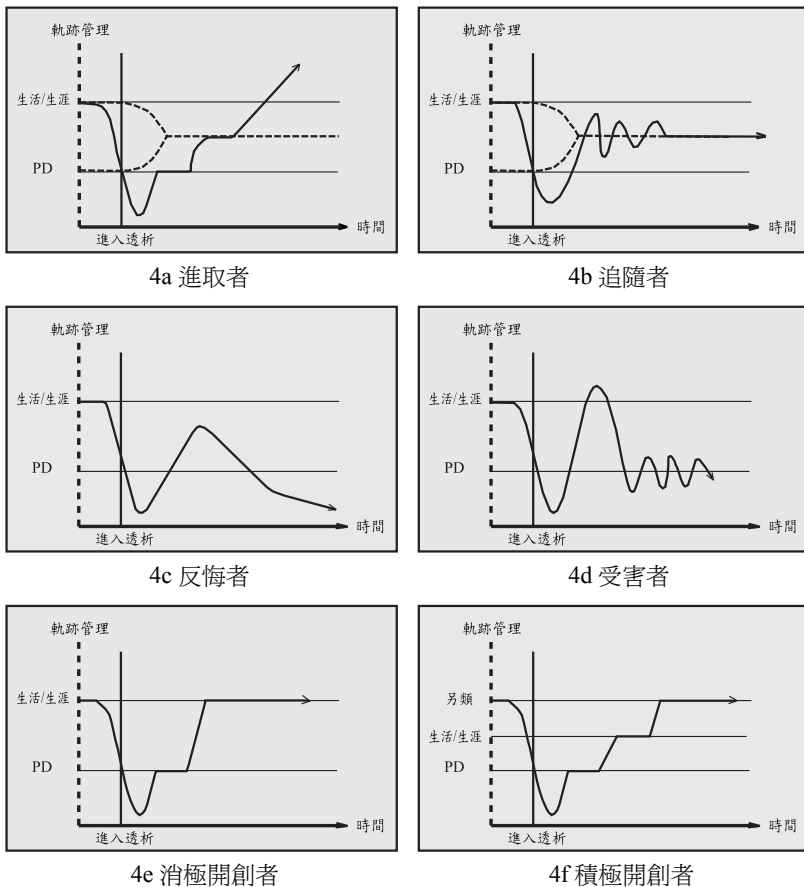 軌跡管理
生活/生涯
PD
時間
進入透析
4a 進取者
軌跡管理
生活/生涯
PD
時間
進入透析
4b 追隨者
軌跡管理
生活/生涯
PD
時間
進入透析
4c 反悔者
軌跡管理
生活/生涯
PD
時間
進入透析
4d 受害者
軌跡管理
生活/生涯
PD
時間
進入透析
4e 消極開創者
軌跡管理
另類
生活/生涯
PD
時間
進入透析
4f 積極開創者